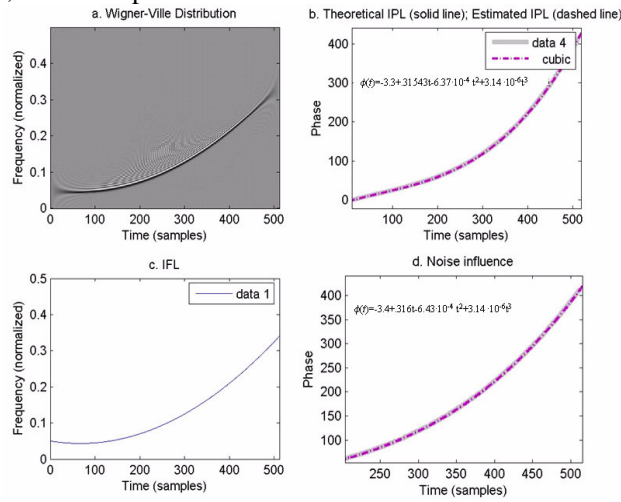 a. Wigner-Ville Distribution
Frequency (normalized)
0.4
0.3
0.2
0.1
0
0 100 200 300 400 500
Time (samples)
b. Theoretical IPL (solid line); Estimated IPL (dashed line)
data 4
cubic
ϕ(t)=-3.3+.31543t-6.37·10⁻⁴ t²+3.14 ·10⁻⁶t³
Phase
400
300
200
100
0
100 200 300 400 500
Time (samples)
c. IFL
data 1
Frequency (normalized)
0.5
0.4
0.3
0.2
0.1
0
0 100 200 300 400 500
Time (samples)
d. Noise influence
ϕ(t)=-3.4+.316t-6.43·10⁻⁴ t²+3.14 ·10⁻⁶t³
Phase
400
350
300
250
200
150
100
250 300 350 400 450 500
Time (samples)